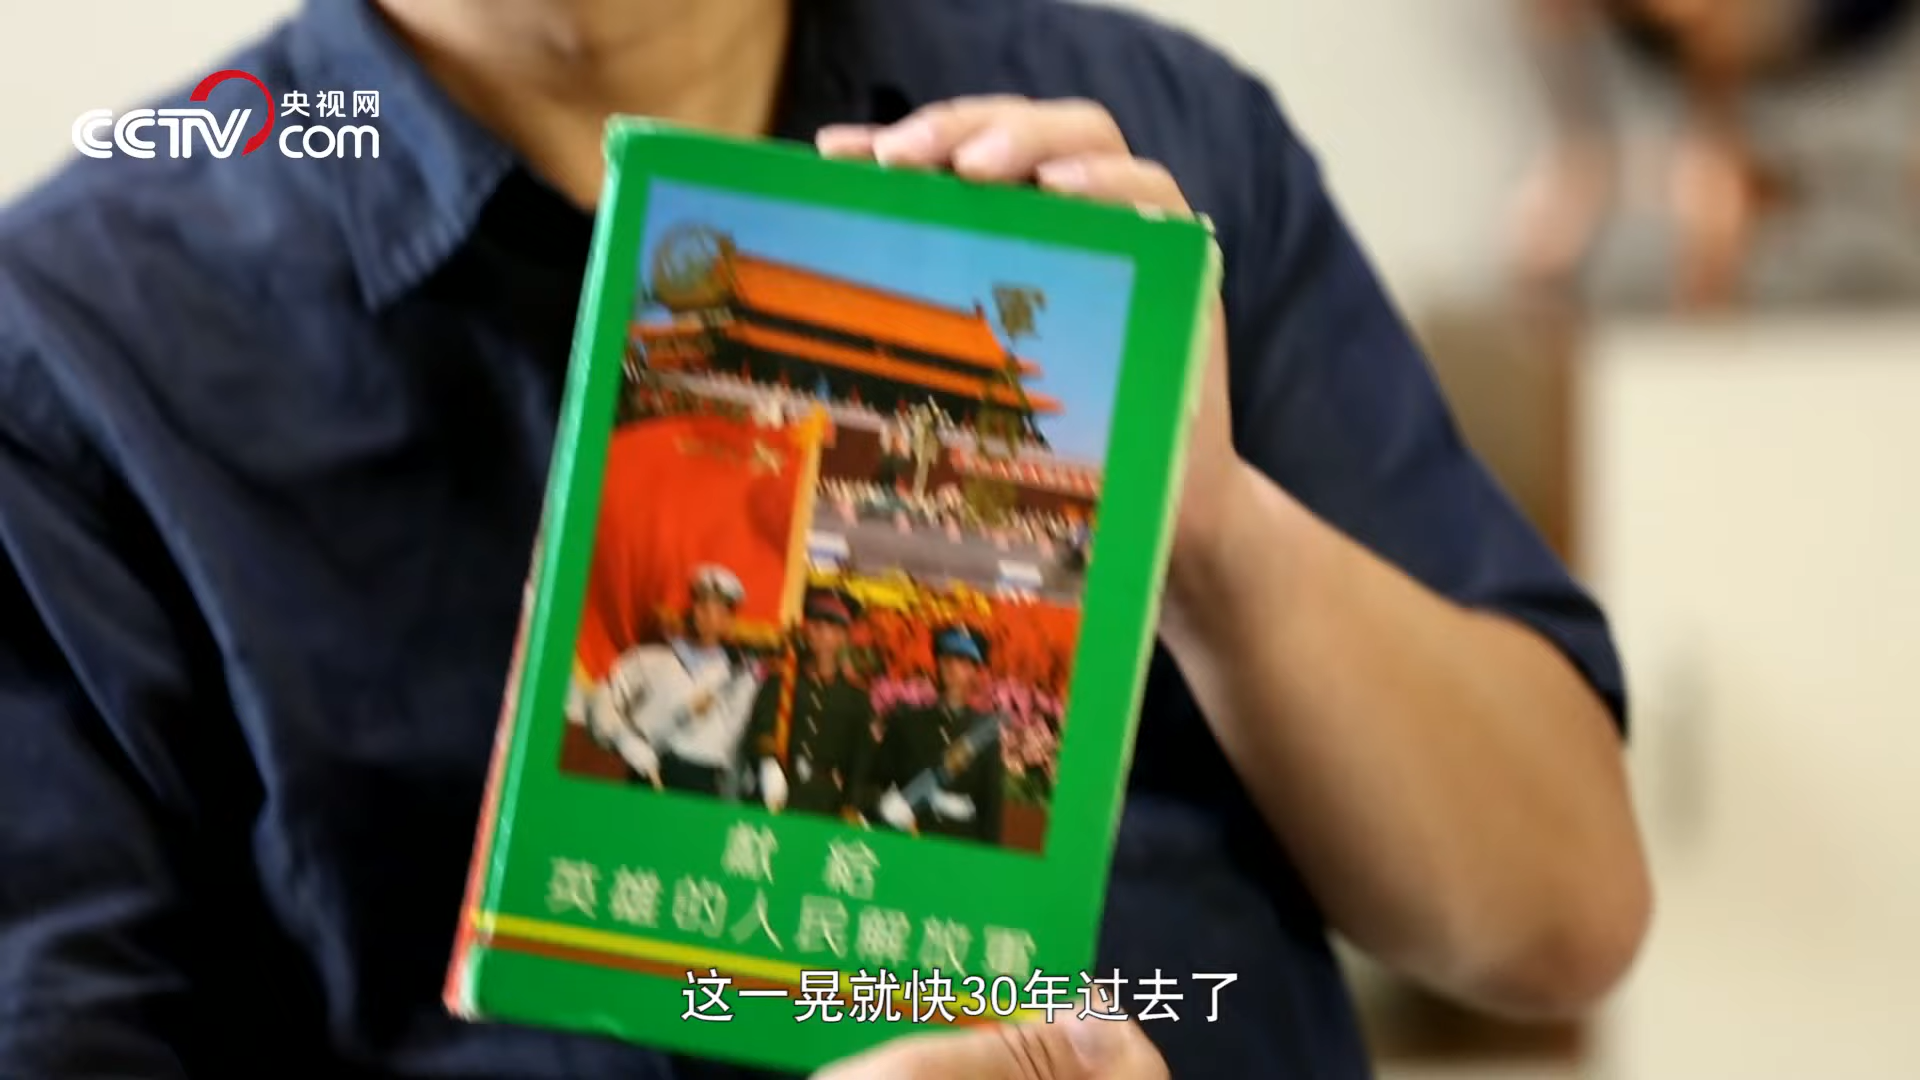 CCTV 央视网
com
献给
英雄的人民解放軍
这一晃就快30年过去了